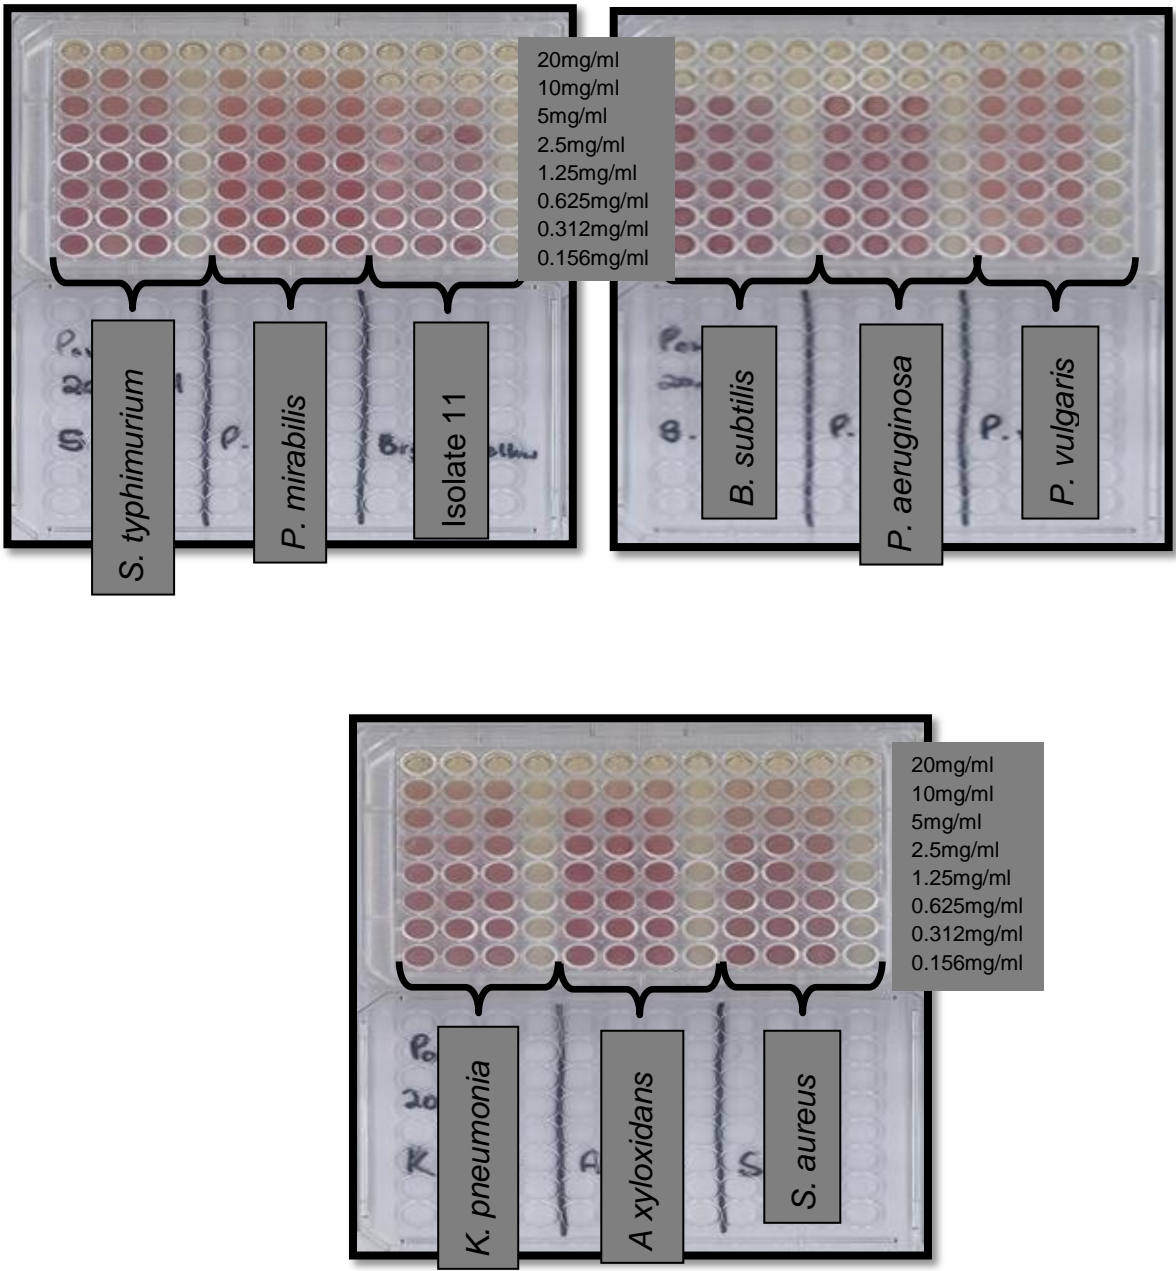 20mg/ml
10mg/ml
5mg/ml
2.5mg/ml
1.25mg/ml
0.625mg/ml
0.312mg/ml
0.156mg/ml
S. typhimurium
P. mirabilis
Isolate 11
B. subtilis
P. aeruginosa
P. vulgaris
S
P.
B.
P.
P.
20mg/ml
10mg/ml
5mg/ml
2.5mg/ml
1.25mg/ml
0.625mg/ml
0.312mg/ml
0.156mg/ml
K. pneumonia
A xyloxidans
S. aureus
20
K
A
S